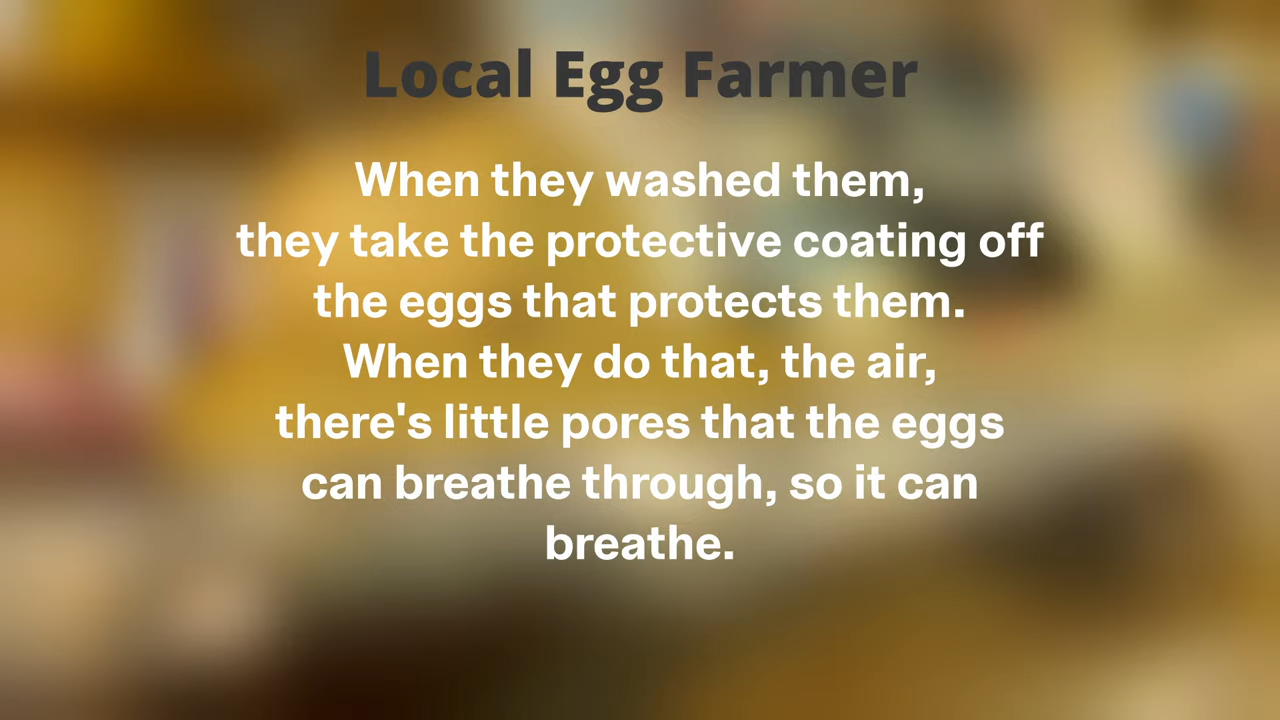 Local Egg Farmer
When they washed them,
they take the protective coating off
the eggs that protects them.
When they do that, the air,
there's little pores that the eggs
can breathe through, so it can
breathe.